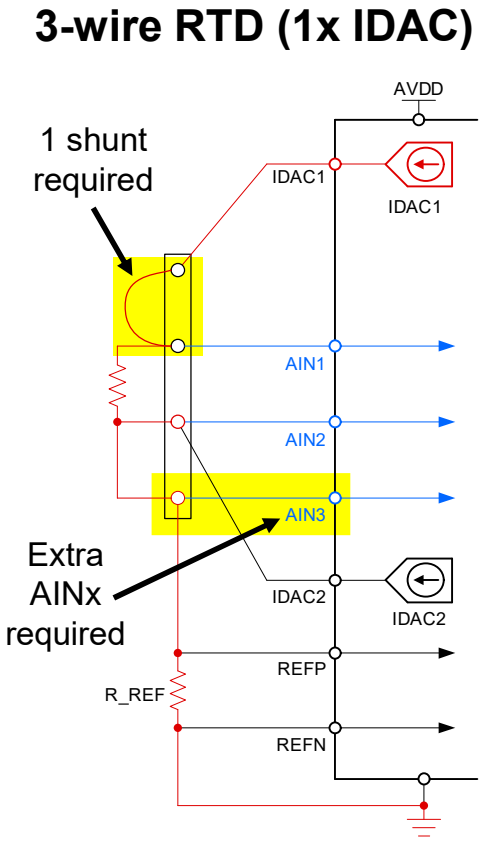 3-wire RTD (1x IDAC)
AVDD
1 shunt
required
IDAC1
IDAC1
AIN1
AIN2
AIN3
Extra
AINx
required
IDAC2
IDAC2
REFP
R_REF
REFN